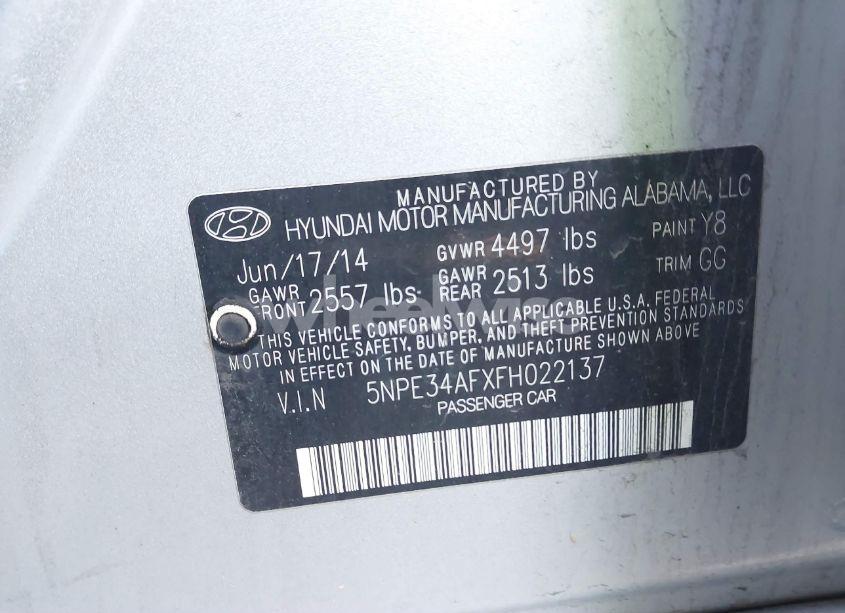 MANUFACTURED BY
HYUNDAI MOTOR MANUFACTURING ALABAMA, LLC
Jun/17/14 GVWR 4497 lbs PAINT Y8
GAWR FRONT 2557 lbs GAWR REAR 2513 lbs TRIM GG
THIS VEHICLE CONFORMS TO ALL APPLICABLE U.S.A. FEDERAL
MOTOR VEHICLE SAFETY, BUMPER, AND THEFT PREVENTION STANDARDS
IN EFFECT ON THE DATE OF MANUFACTURE SHOWN ABOVE
V.I.N 5NPE34AFXFH022137
PASSENGER CAR